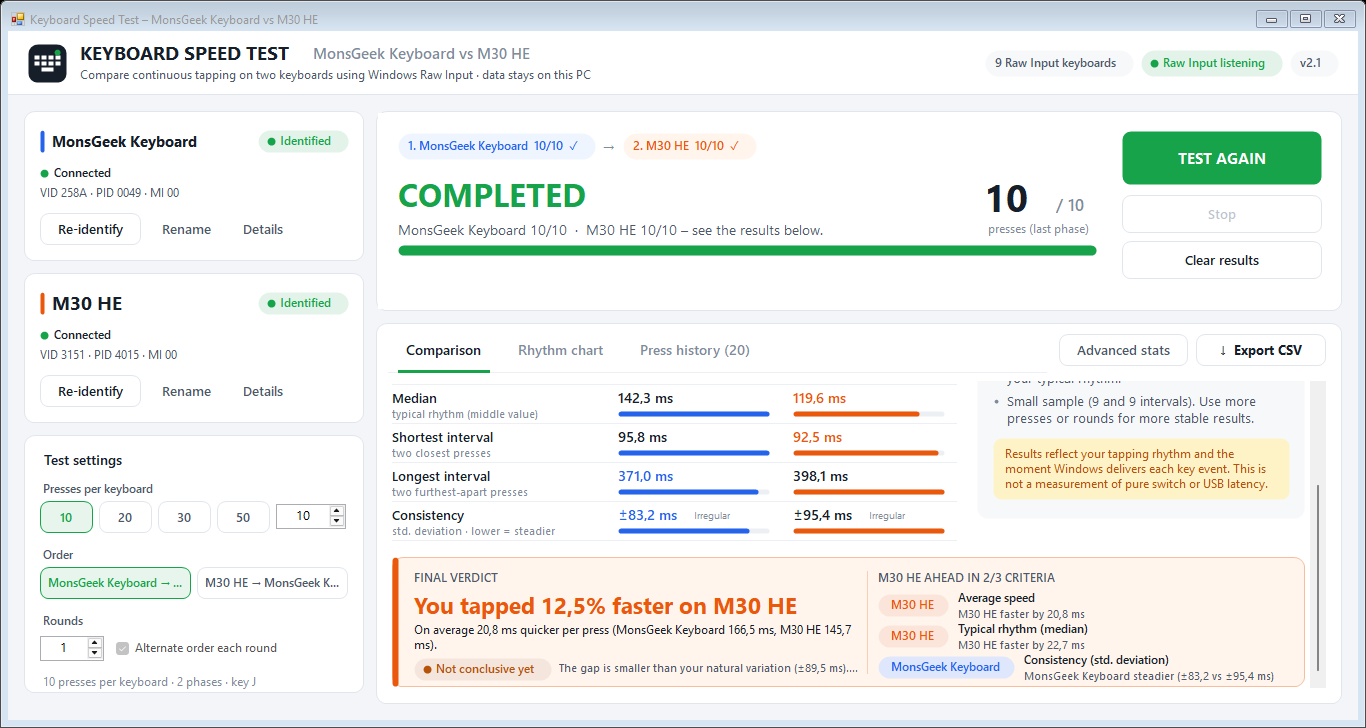 Keyboard Speed Test – MonsGeek Keyboard vs M30 HE
KEYBOARD SPEED TEST MonsGeek Keyboard vs M30 HE
Compare continuous tapping on two keyboards using Windows Raw Input · data stays on this PC
9 Raw Input keyboards
Raw Input listening
v2.1
MonsGeek Keyboard
Identified
Connected
VID 258A · PID 0049 · MI 00
Re-identify Rename Details
M30 HE
Identified
Connected
VID 3151 · PID 4015 · MI 00
Re-identify Rename Details
Test settings
Presses per keyboard
10 20 30 50 10
Order
MonsGeek Keyboard → ... M30 HE → MonsGeek K...
Rounds
1 Alternate order each round
10 presses per keyboard · 2 phases · key J
1. MonsGeek Keyboard 10/10 ✓ → 2. M30 HE 10/10 ✓
COMPLETED
MonsGeek Keyboard 10/10 · M30 HE 10/10 – see the results below.
10 / 10
presses (last phase)
TEST AGAIN
Stop
Clear results
Comparison Rhythm chart Press history (20)
Advanced stats
↓ Export CSV
Median 142,3 ms 119,6 ms
typical rhythm (middle value)
Shortest interval 95,8 ms 92,5 ms
two closest presses
Longest interval 371,0 ms 398,1 ms
two furthest-apart presses
Consistency ±83,2 ms Irregular ±95,4 ms Irregular
std. deviation · lower = steadier
your typical rhythm.
• Small sample (9 and 9 intervals). Use more
presses or rounds for more stable results.
Results reflect your tapping rhythm and the
moment Windows delivers each key event. This is
not a measurement of pure switch or USB latency.
FINAL VERDICT
You tapped 12,5% faster on M30 HE
On average 20,8 ms quicker per press (MonsGeek Keyboard 166,5 ms, M30 HE 145,7
ms).
Not conclusive yet The gap is smaller than your natural variation (±89,5 ms)....
M30 HE AHEAD IN 2/3 CRITERIA
M30 HE Average speed
M30 HE faster by 20,8 ms
M30 HE Typical rhythm (median)
M30 HE faster by 22,7 ms
MonsGeek Keyboard Consistency (std. deviation)
MonsGeek Keyboard steadier (±83,2 vs ±95,4 ms)